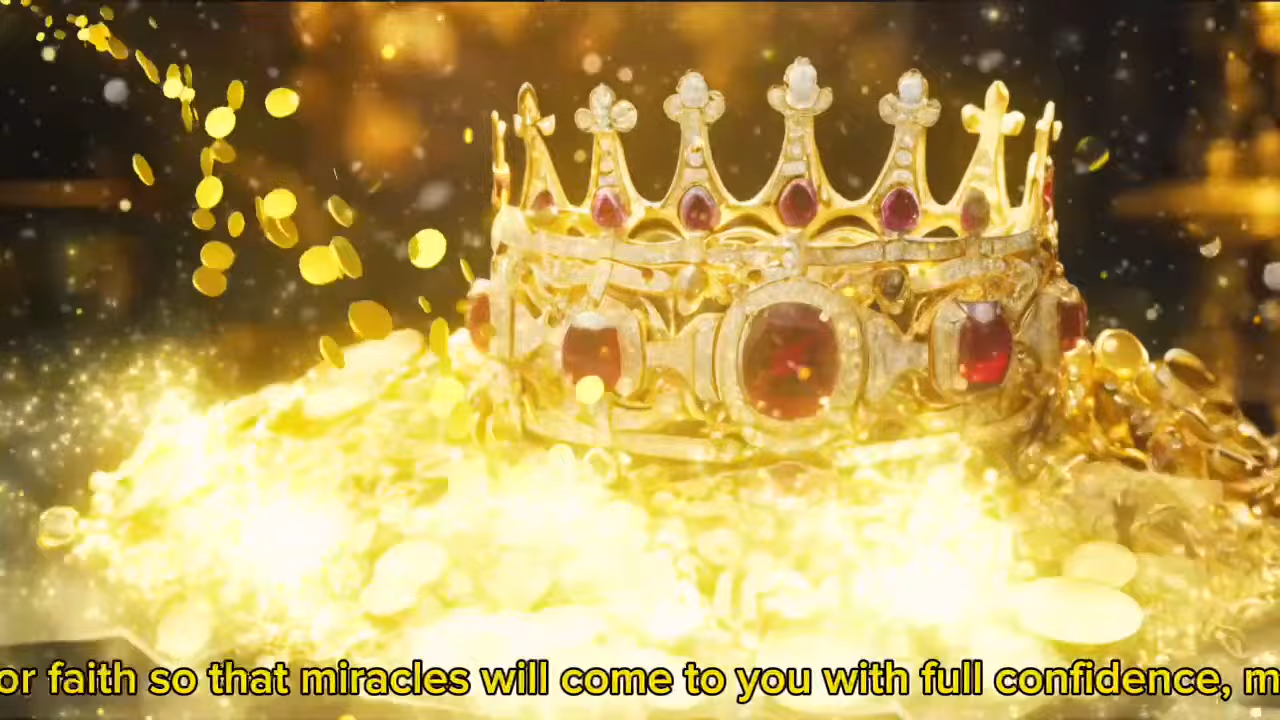 or faith so that miracles will come to you with full confidence, m